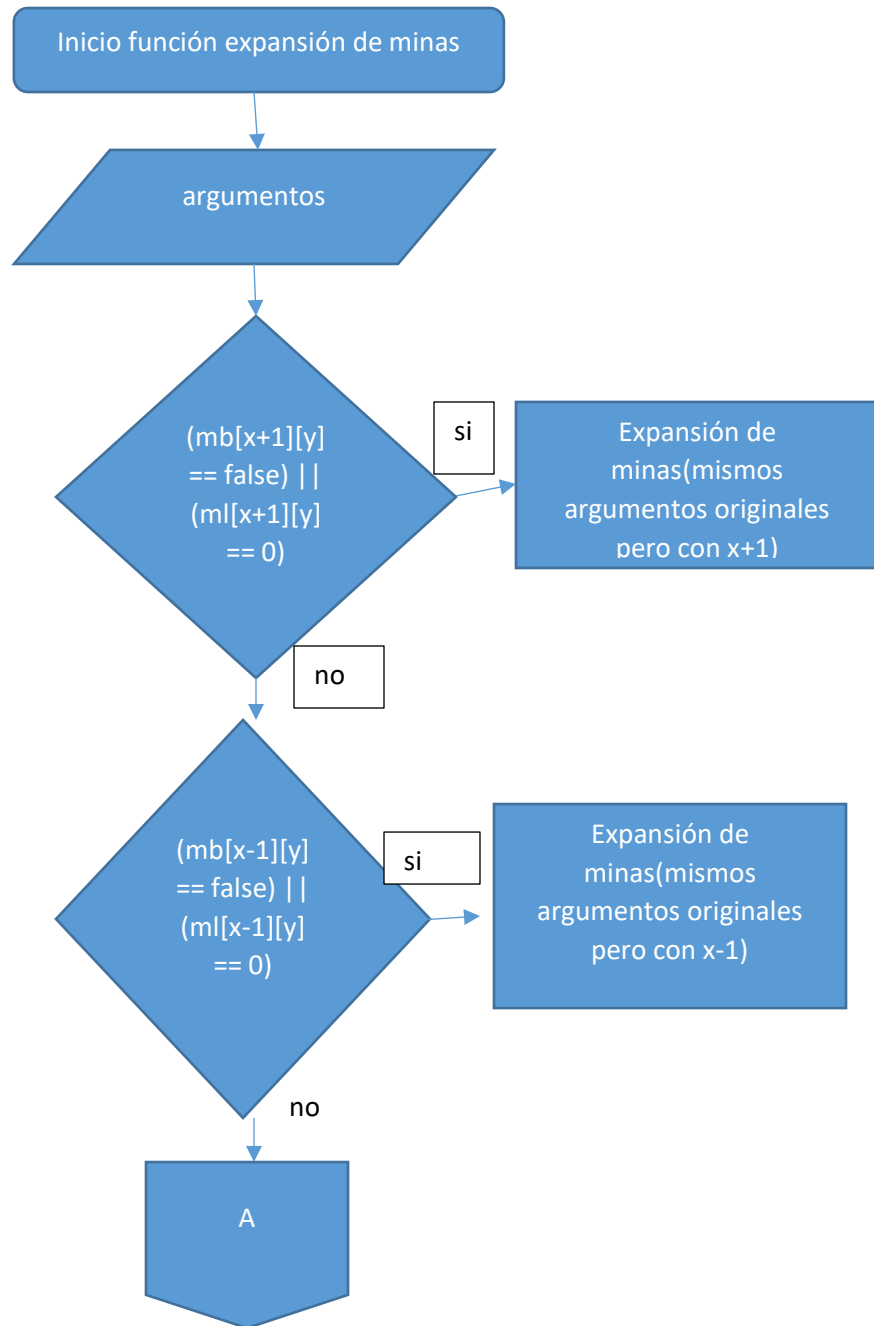 Inicio función expansión de minas
argumentos
(mb[x+1][y]
== false) ||
(ml[x+1][y]
== 0)
si
Expansión de
minas(mismos
argumentos originales
pero con x+1)
no
(mb[x-1][y]
== false) ||
(ml[x-1][y]
== 0)
si
Expansión de
minas(mismos
argumentos originales
pero con x-1)
no
A